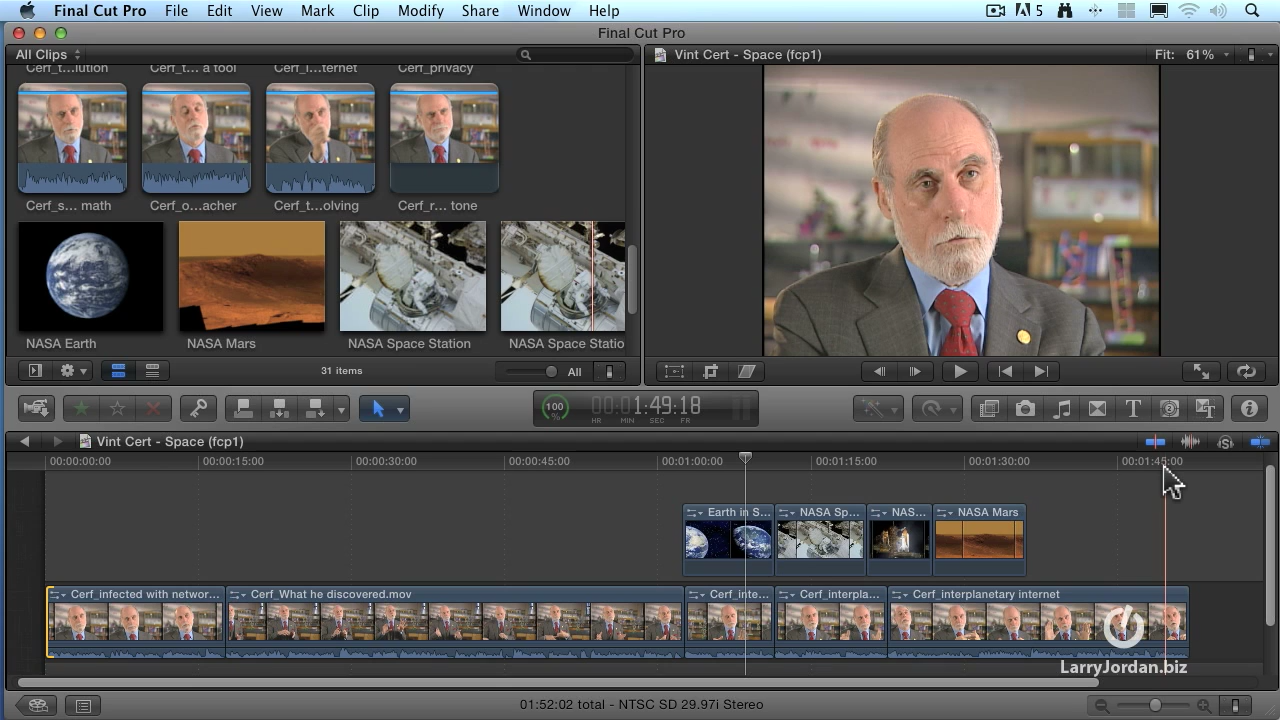 Final Cut Pro File Edit View Mark Clip Modify Share Window Help 5
Final Cut Pro
All Clips
Vint Cert - Space (fcp1) Fit: 61%
Cerf_t...lution Cerf_t... a tool Cerf_I...ternet Cerf_privacy
Cerf_s... math Cerf_o...acher Cerf_t...olving Cerf_r... tone
NASA Earth NASA Mars NASA Space Station NASA Space Statio
31 items All
100 % 00:01:49:18
HR MIN SEC FR
Vint Cert - Space (fcp1)
00:00:00:00 00:00:15:00 00:00:30:00 00:00:45:00 00:01:00:00 00:01:15:00 00:01:30:00 00:01:45:00
Earth in S... NASA Sp... NAS... NASA Mars
Cerf_infected with networ... Cerf_What he discovered.mov Cerf_inte... Cerf_interpla... Cerf_interplanetary internet
LarryJordan.biz
01:52:02 total - NTSC SD 29.97i Stereo